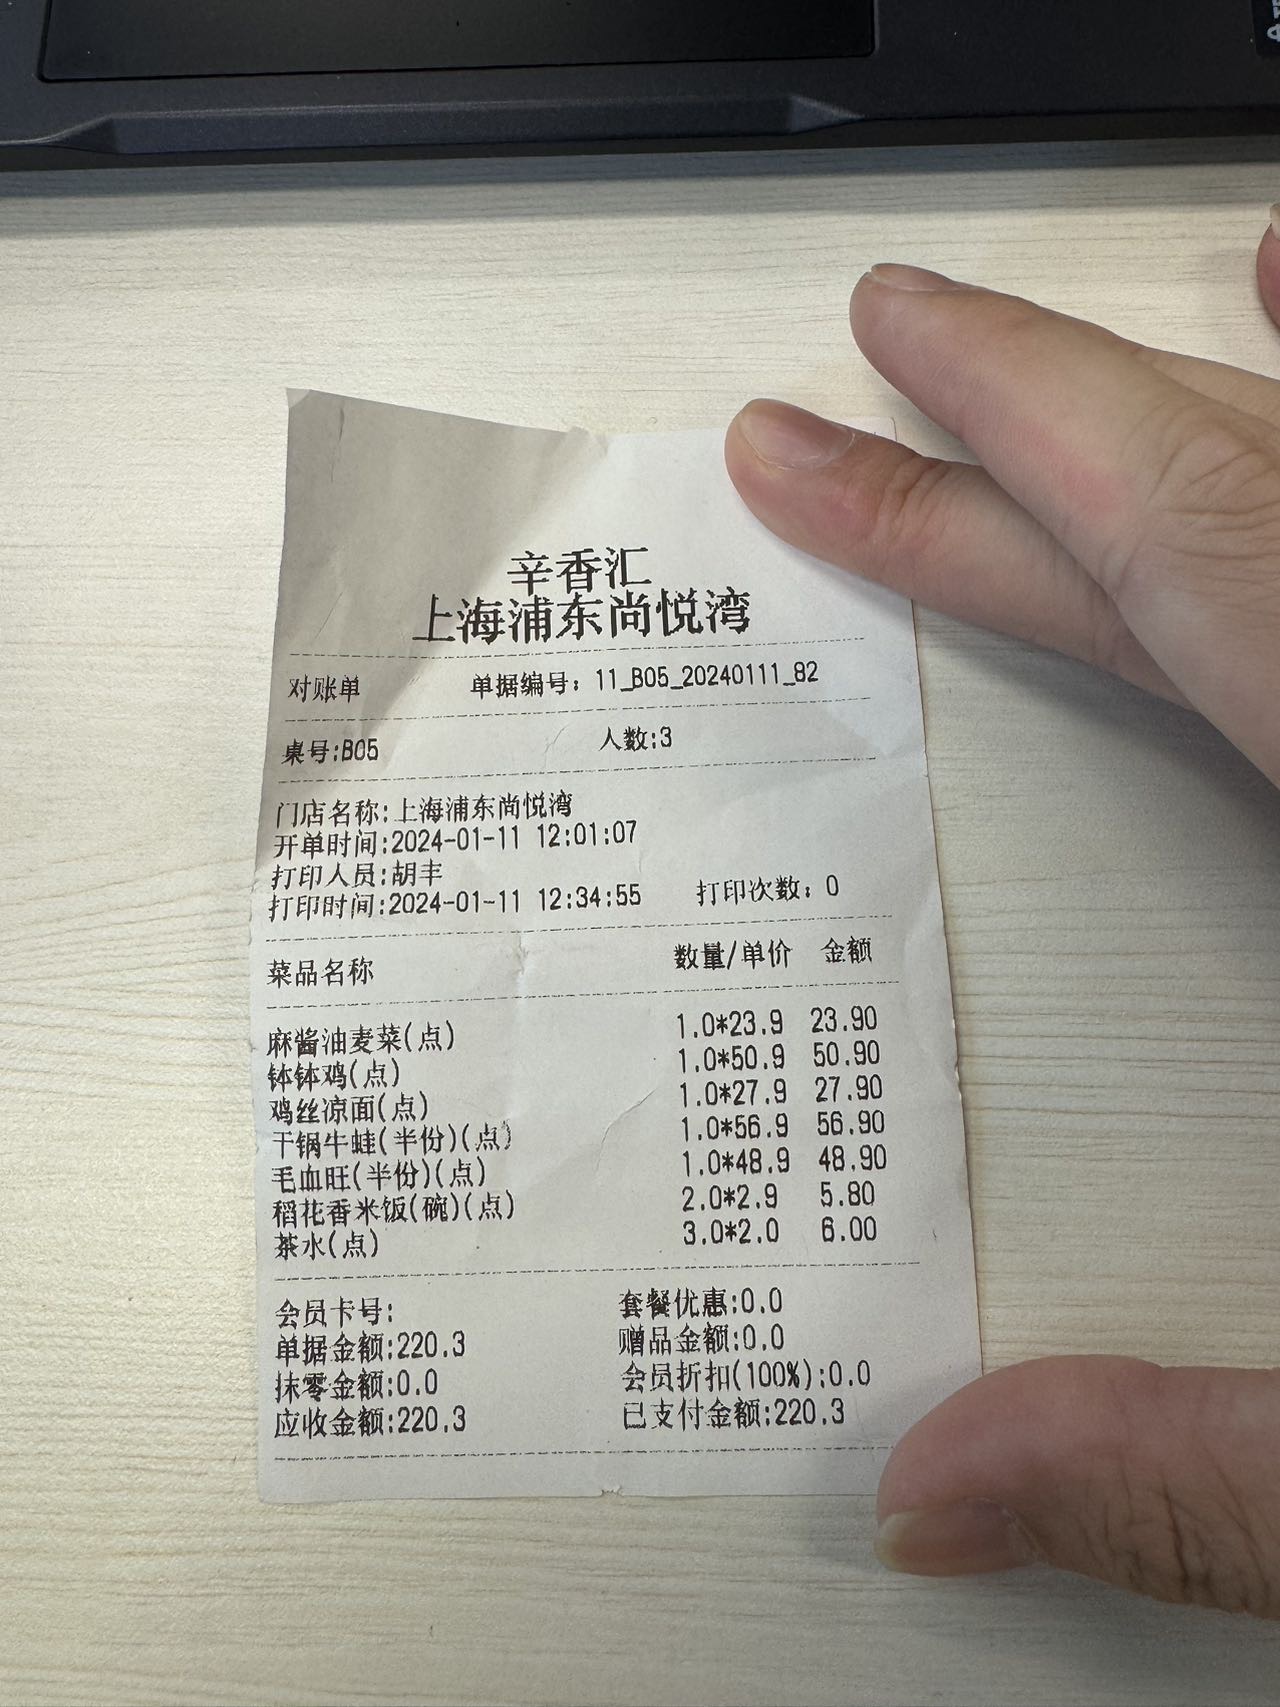 辛香汇
上海浦东尚悦湾
对账单 单据编号：11_B05_20240111_82
桌号:B05 人数:3
门店名称:上海浦东尚悦湾
开单时间:2024-01-11 12:01:07
打印人员:胡丰
打印时间:2024-01-11 12:34:55 打印次数：0
菜品名称 数量/单价 金额
麻酱油麦菜(点) 1.0*23.9 23.90
钵钵鸡(点) 1.0*50.9 50.90
鸡丝凉面(点) 1.0*27.9 27.90
干锅牛蛙(半份)(点) 1.0*56.9 56.90
毛血旺(半份)(点) 1.0*48.9 48.90
稻花香米饭(碗)(点) 2.0*2.9 5.80
茶水(点) 3.0*2.0 6.00
会员卡号: 套餐优惠:0.0
单据金额:220.3 赠品金额:0.0
抹零金额:0.0 会员折扣(100%):0.0
应收金额:220.3 已支付金额:220.3